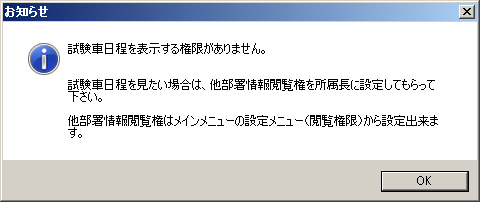 お知らせ
試験車日程を表示する権限がありません。
試験車日程を見たい場合は、他部署情報閲覧権を所属長に設定してもらって
下さい。
他部署情報閲覧権はメインメニューの設定メニュー(閲覧権限)から設定出来ま
す。
OK